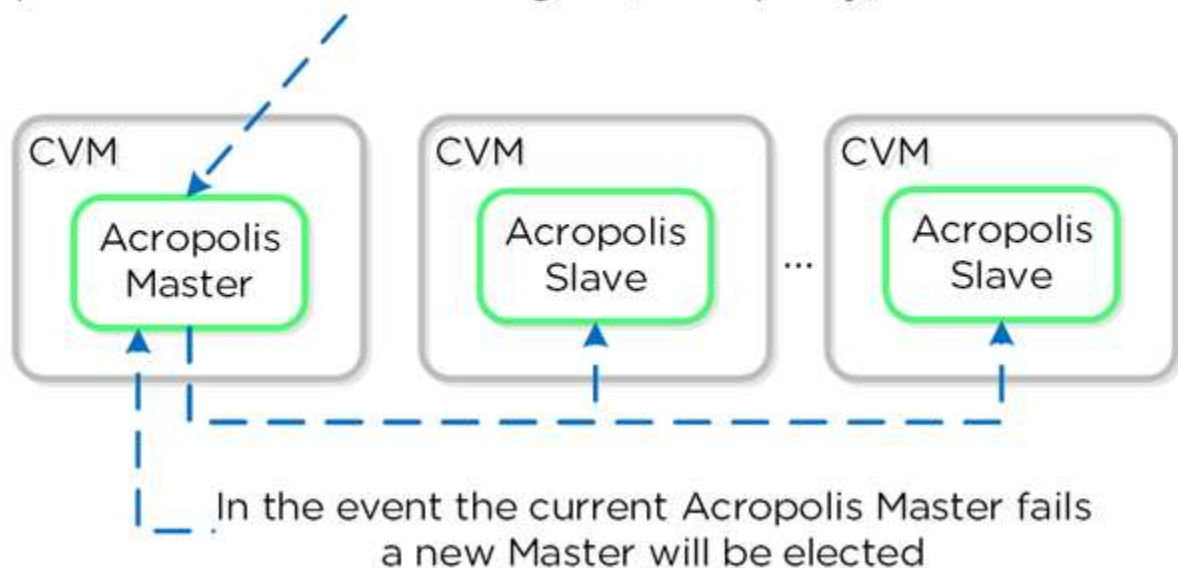 CVM
Acropolis
Master
CVM
Acropolis
Slave
...
CVM
Acropolis
Slave
In the event the current Acropolis Master fails
a new Master will be elected